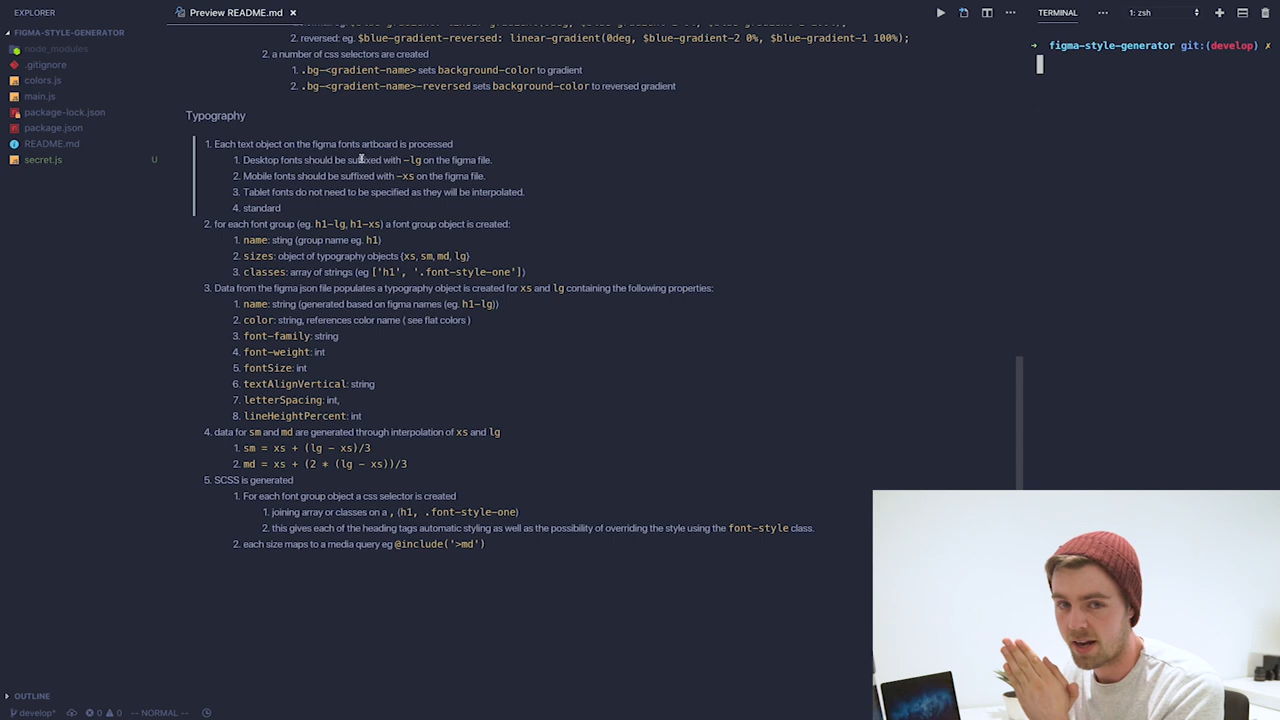 EXPLORER
Preview README.md ×
TERMINAL
1: zsh
FIGMA-STYLE-GENERATOR
node_modules
.gitignore
colors.js
main.js
package-lock.json
package.json
README.md
secret.js U
2. reversed: eg. $blue-gradient-reversed: linear-gradient(0deg, $blue-gradient-2 0%, $blue-gradient-1 100%);
2. a number of css selectors are created
1. .bg-<gradient-name> sets background-color to gradient
2. .bg-<gradient-name>-reversed sets background-color to reversed gradient
Typography
1. Each text object on the figma fonts artboard is processed
1. Desktop fonts should be suffixed with -lg on the figma file.
2. Mobile fonts should be suffixed with -xs on the figma file.
3. Tablet fonts do not need to be specified as they will be interpolated.
4. standard
2. for each font group (eg. h1-lg, h1-xs) a font group object is created:
1. name: sting (group name eg. h1)
2. sizes: object of typography objects {xs, sm, md, lg}
3. classes: array of strings (eg ['h1', '.font-style-one'])
3. Data from the figma json file populates a typography object is created for xs and lg containing the following properties:
1. name: string (generated based on figma names (eg. h1-lg))
2. color: string, references color name ( see flat colors )
3. font-family: string
4. font-weight: int
5. fontSize: int
6. textAlignVertical: string
7. letterSpacing: int,
8. lineHeightPercent: int
4. data for sm and md are generated through interpolation of xs and lg
1. sm = xs + (lg - xs)/3
2. md = xs + (2 * (lg - xs))/3
5. SCSS is generated
1. For each font group object a css selector is created
1. joining array or classes on a , (h1, .font-style-one)
2. this gives each of the heading tags automatic styling as well as the possibility of overriding the style using the font-style class.
2. each size maps to a media query eg @include('>md')
→ figma-style-generator git:(develop) ✗
OUTLINE
develop* 0 0 -- NORMAL --